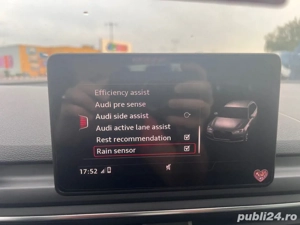 Efficiency assist
Audi pre sense
Audi side assist
Audi active lane assist
Rest recommendation
Rain sensor
17:52
publi24.ro